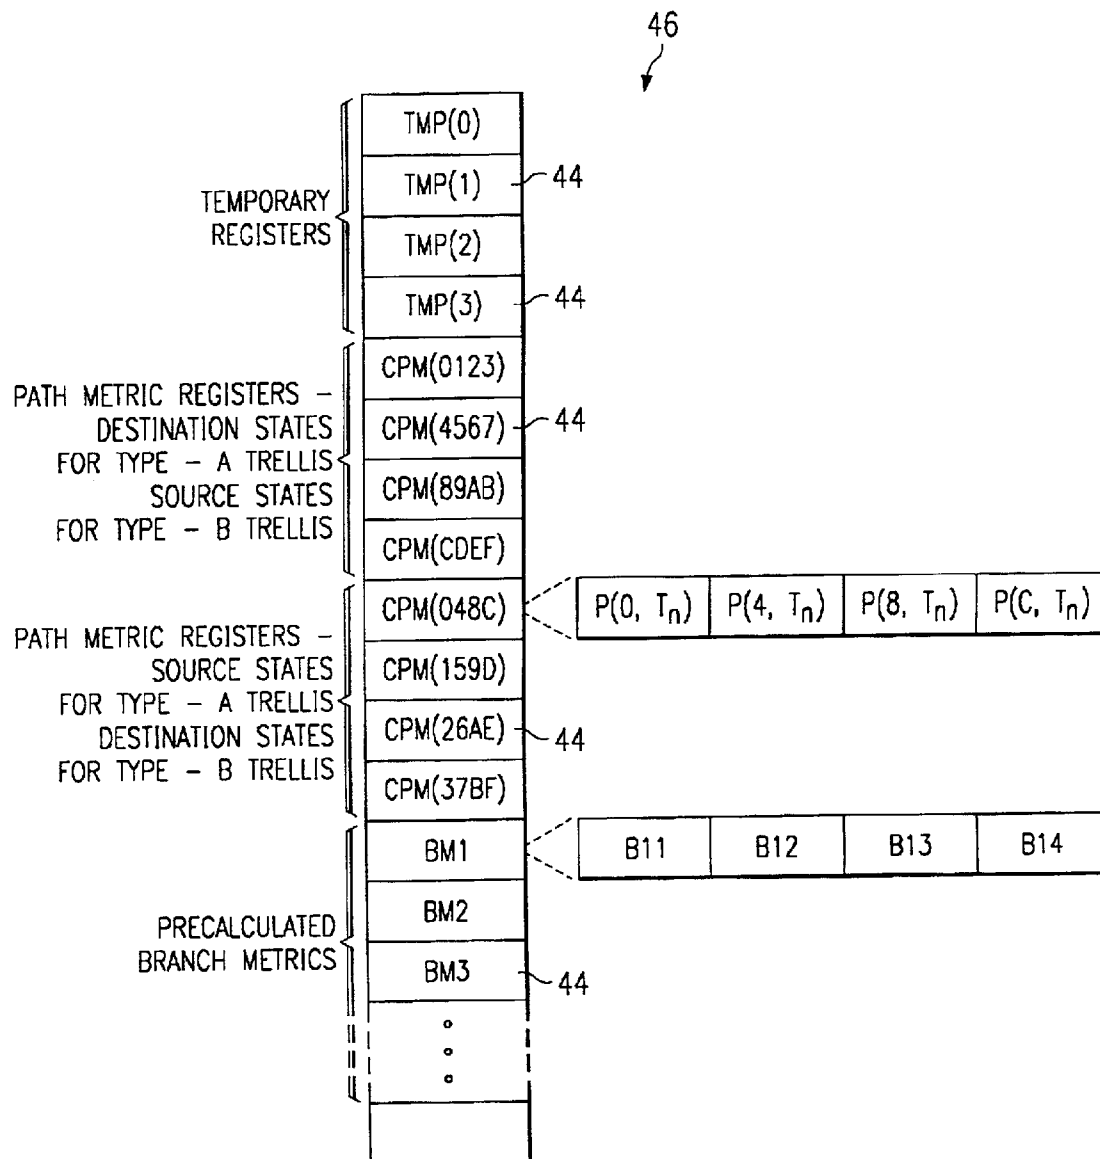 46
TMP(0)
TMP(1)
44
TEMPORARY
REGISTERS
TMP(2)
TMP(3)
44
CPM(0123)
PATH METRIC REGISTERS –
DESTINATION STATES
FOR TYPE – A TRELLIS
SOURCE STATES
FOR TYPE – B TRELLIS
CPM(4567)
44
CPM(89AB)
CPM(CDEF)
CPM(048C)
P(0, Tn)
P(4, Tn)
P(8, Tn)
P(C, Tn)
PATH METRIC REGISTERS –
SOURCE STATES
FOR TYPE – A TRELLIS
DESTINATION STATES
FOR TYPE – B TRELLIS
CPM(159D)
CPM(26AE)
44
CPM(37BF)
BM1
B11
B12
B13
B14
PRECALCULATED
BRANCH METRICS
BM2
BM3
44